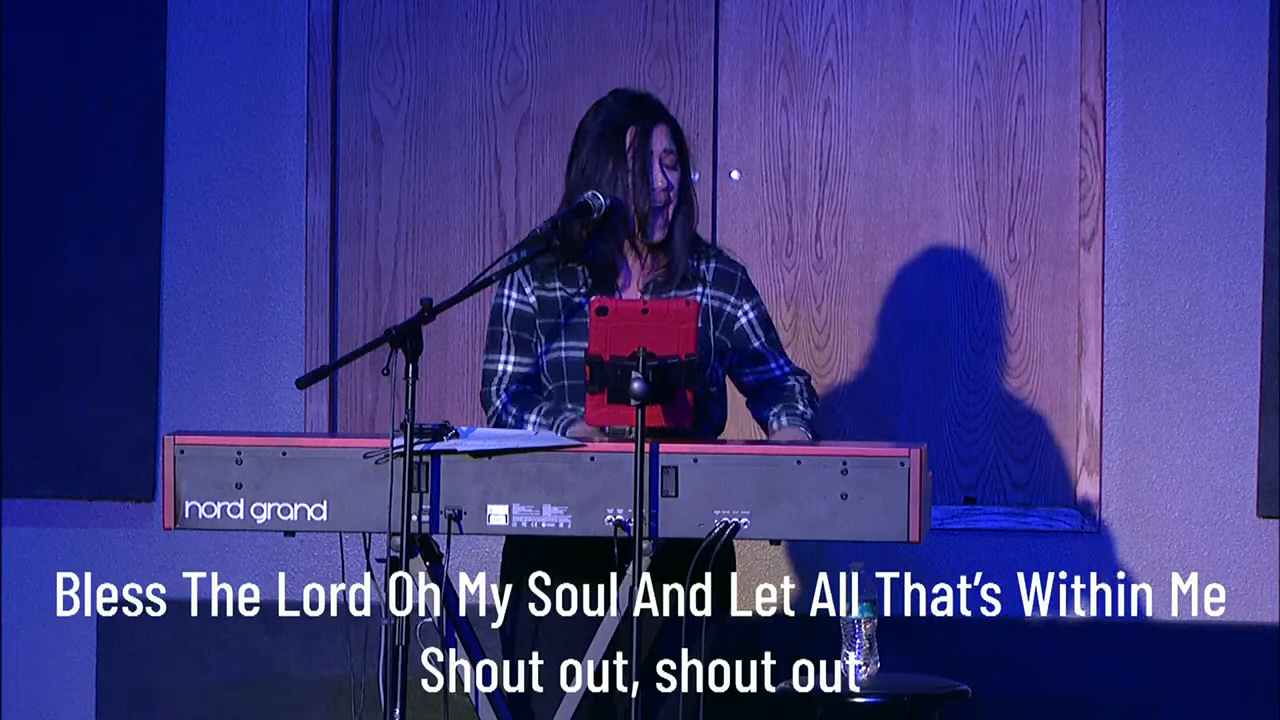 nord grand
Bless The Lord Oh My Soul And Let All That's Within Me
Shout out, shout out